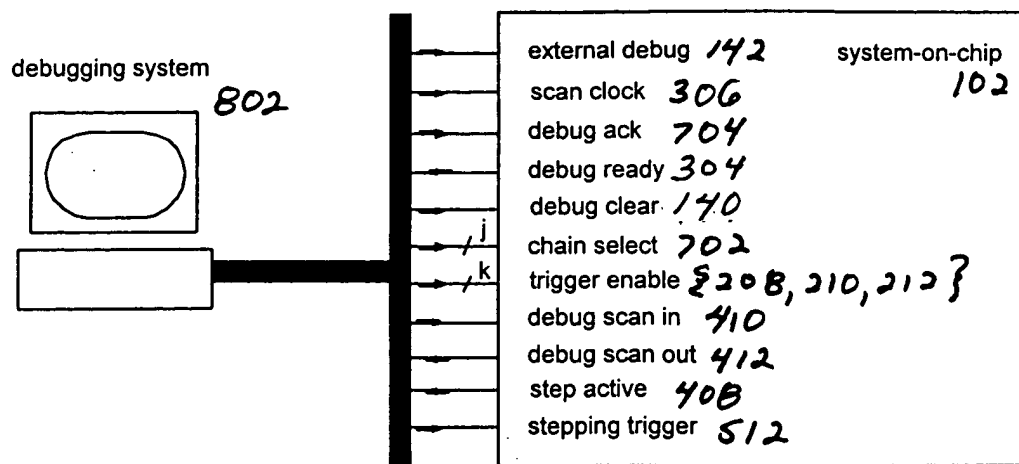 debugging system
802
external debug 142
system-on-chip
102
scan clock 306
debug ack 704
debug ready 304
debug clear 140
j
chain select 702
k
trigger enable {208, 210, 212}
debug scan in 410
debug scan out 412
step active 408
stepping trigger 512